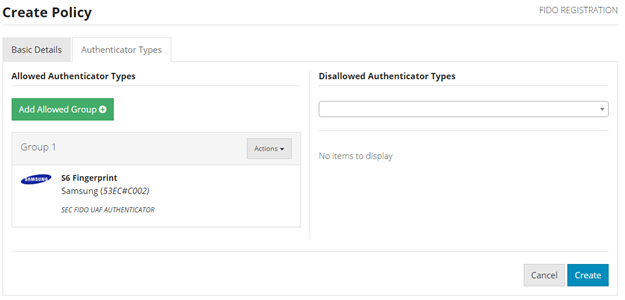 Create Policy
FIDO REGISTRATION
Basic Details
Authenticator Types
Allowed Authenticator Types
Disallowed Authenticator Types
Add Allowed Group
Group 1
Actions
No items to display
SAMSUNG
S6 Fingerprint
Samsung (53EC#C002)
SEC FIDO UAF AUTHENTICATOR
Cancel
Create